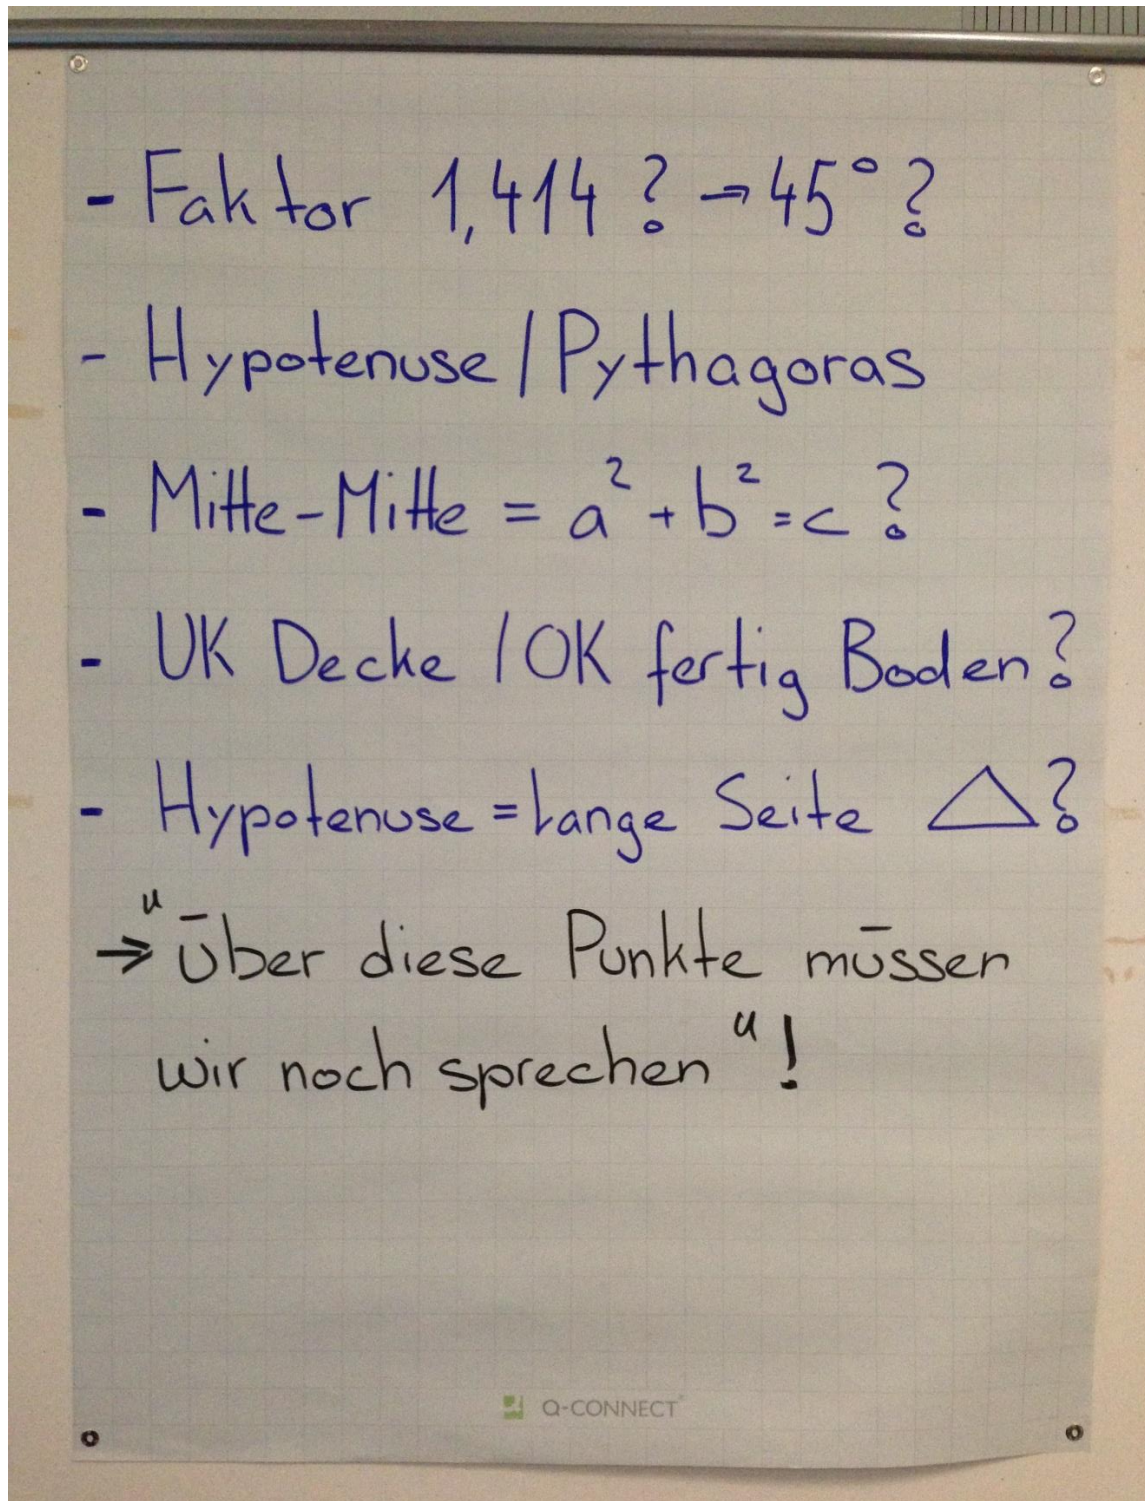 - Faktor 1,414 ? → 45° ?
- Hypotenuse / Pythagoras
- Mitte-Mitte = a² + b² = c ?
- UK Decke / OK fertig Boden ?
- Hypotenuse = Lange Seite △ ?
→ "Über diese Punkte müssen
wir noch sprechen" !
Q-CONNECT